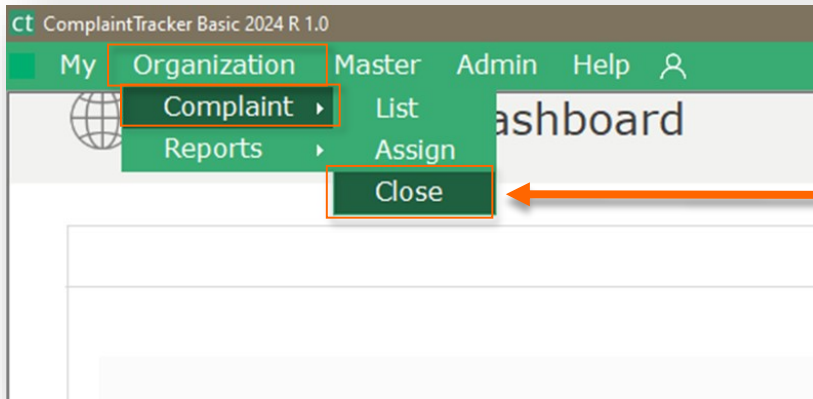 ct ComplaintTracker Basic 2024 R 1.0
My Organization Master Admin Help
Complaint List
ashboard
Reports Assign
Close